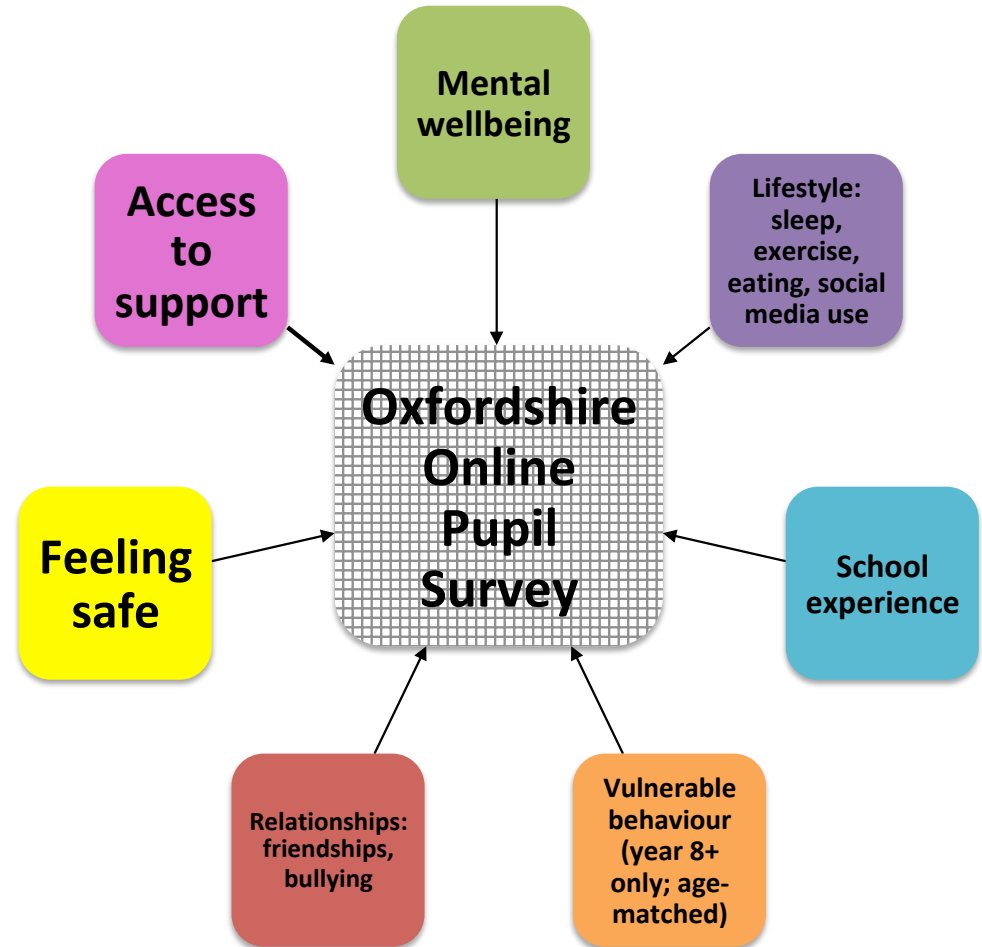 Mental
wellbeing
Access
to
support
Lifestyle:
sleep,
exercise,
eating, social
media use
Oxfordshire
Online
Pupil
Survey
Feeling
safe
School
experience
Relationships:
friendships,
bullying
Vulnerable
behaviour
(year 8+
only; age-
matched)